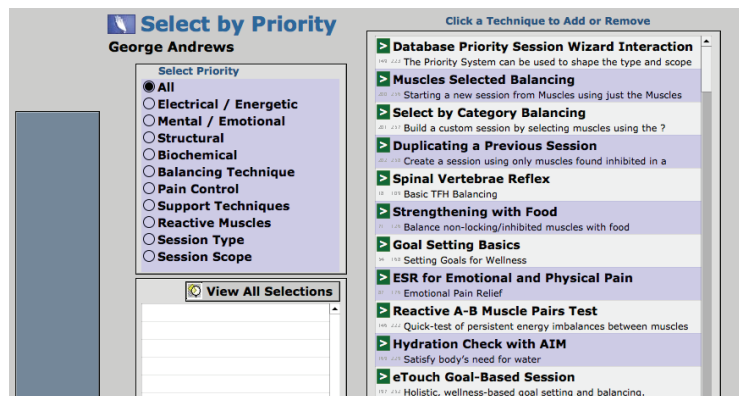 Select by Priority
George Andrews
Select Priority
All
Electrical / Energetic
Mental / Emotional
Structural
Biochemical
Balancing Technique
Pain Control
Support Techniques
Reactive Muscles
Session Type
Session Scope
View All Selections
Click a Technique to Add or Remove
Database Priority Session Wizard Interaction
The Priority System can be used to shape the type and scope
Muscles Selected Balancing
Starting a new session from Muscles using just the Muscles
Select by Category Balancing
Build a custom session by selecting muscles using the ?
Duplicating a Previous Session
Create a session using only muscles found inhibited in a
Spinal Vertebrae Reflex
Basic TFH Balancing
Strengthening with Food
Balance non-locking/inhibited muscles with food
Goal Setting Basics
Setting Goals for Wellness
ESR for Emotional and Physical Pain
Emotional Pain Relief
Reactive A-B Muscle Pairs Test
Quick-test of persistent energy imbalances between muscles
Hydration Check with AIM
Satisfy body's need for water
eTouch Goal-Based Session
Holistic, wellness-based goal setting and balancing.